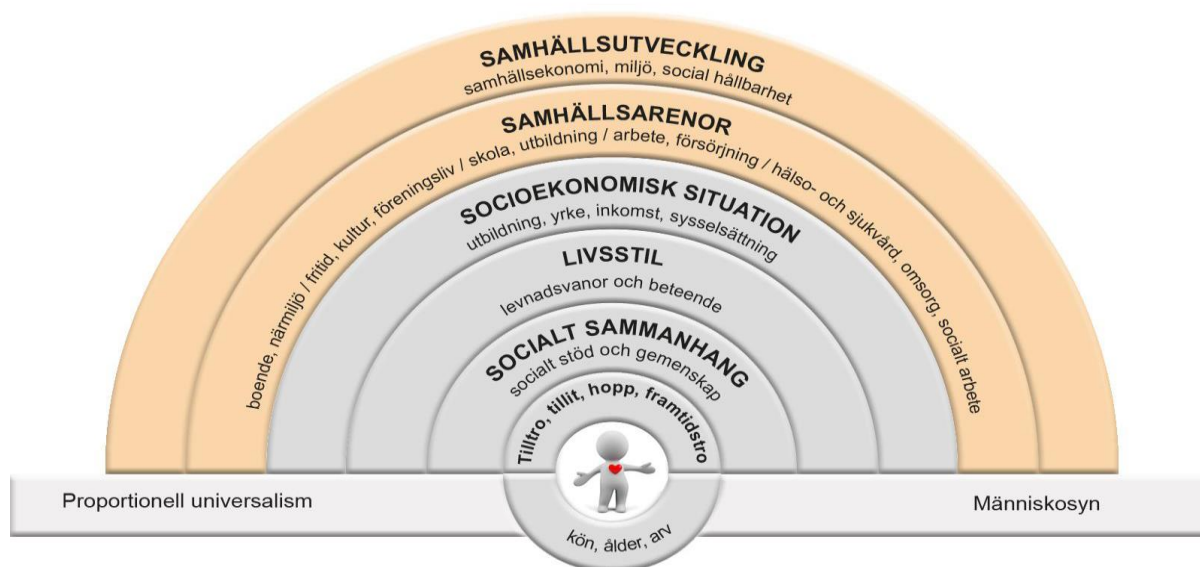 SAMHÄLLSUTVECKLING
samhällsekonomi, miljö, social hållbarhet
SAMHÄLLSARENOR
boende, närmiljö / fritid, kultur, föreningsliv / skola, utbildning / arbete, försörjning / hälso- och sjukvård, omsorg, socialt arbete
SOCIOEKONOMISK SITUATION
utbildning, yrke, inkomst, sysselsättning
LIVSSTIL
levnadsvanor och beteende
SOCIALT SAMMANHANG
socialt stöd och gemenskap
Tilltro, tillit, hopp, framtidstro
Proportionell universalism
Människosyn
kön, ålder, arv